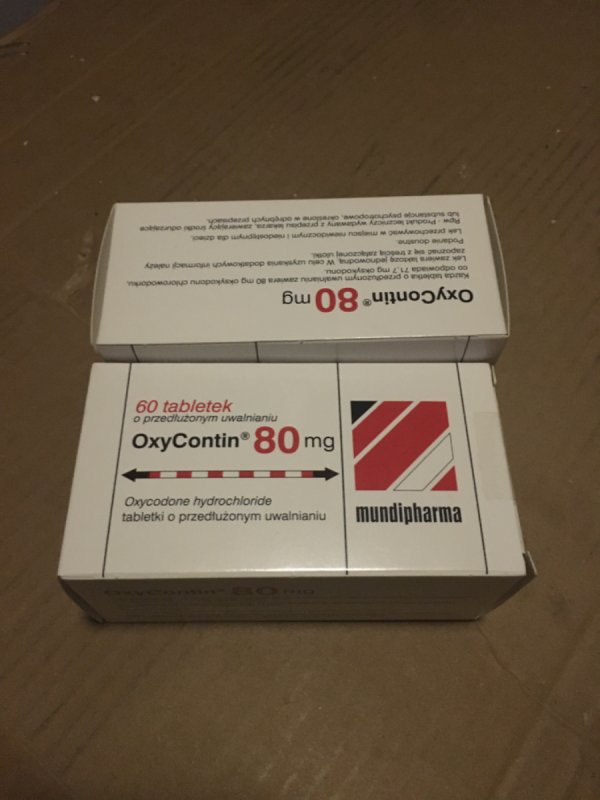 OxyContin® 80 mg
Każda tabletka o przedłużonym uwalnianiu zawiera 80 mg oksykodonu chlorowodorku,
co odpowiada 71,7 mg oksykodonu.
Lek zawiera laktozę jednowodną. W celu uzyskania dodatkowych informacji należy
zapoznać się z treścią załączonej ulotki.
Podanie doustne.
Lek przechowywać w miejscu niewidocznym i niedostępnym dla dzieci.
Rpw - Produkt leczniczy wydawany z przepisu lekarza, zawierający środki odurzające
lub substancje psychotropowe, określone w odrębnych przepisach.
60 tabletek
o przedłużonym uwalnianiu
OxyContin® 80 mg
Oxycodone hydrochloride
tabletki o przedłużonym uwalnianiu
mundipharma
OxyContin® 80 mg